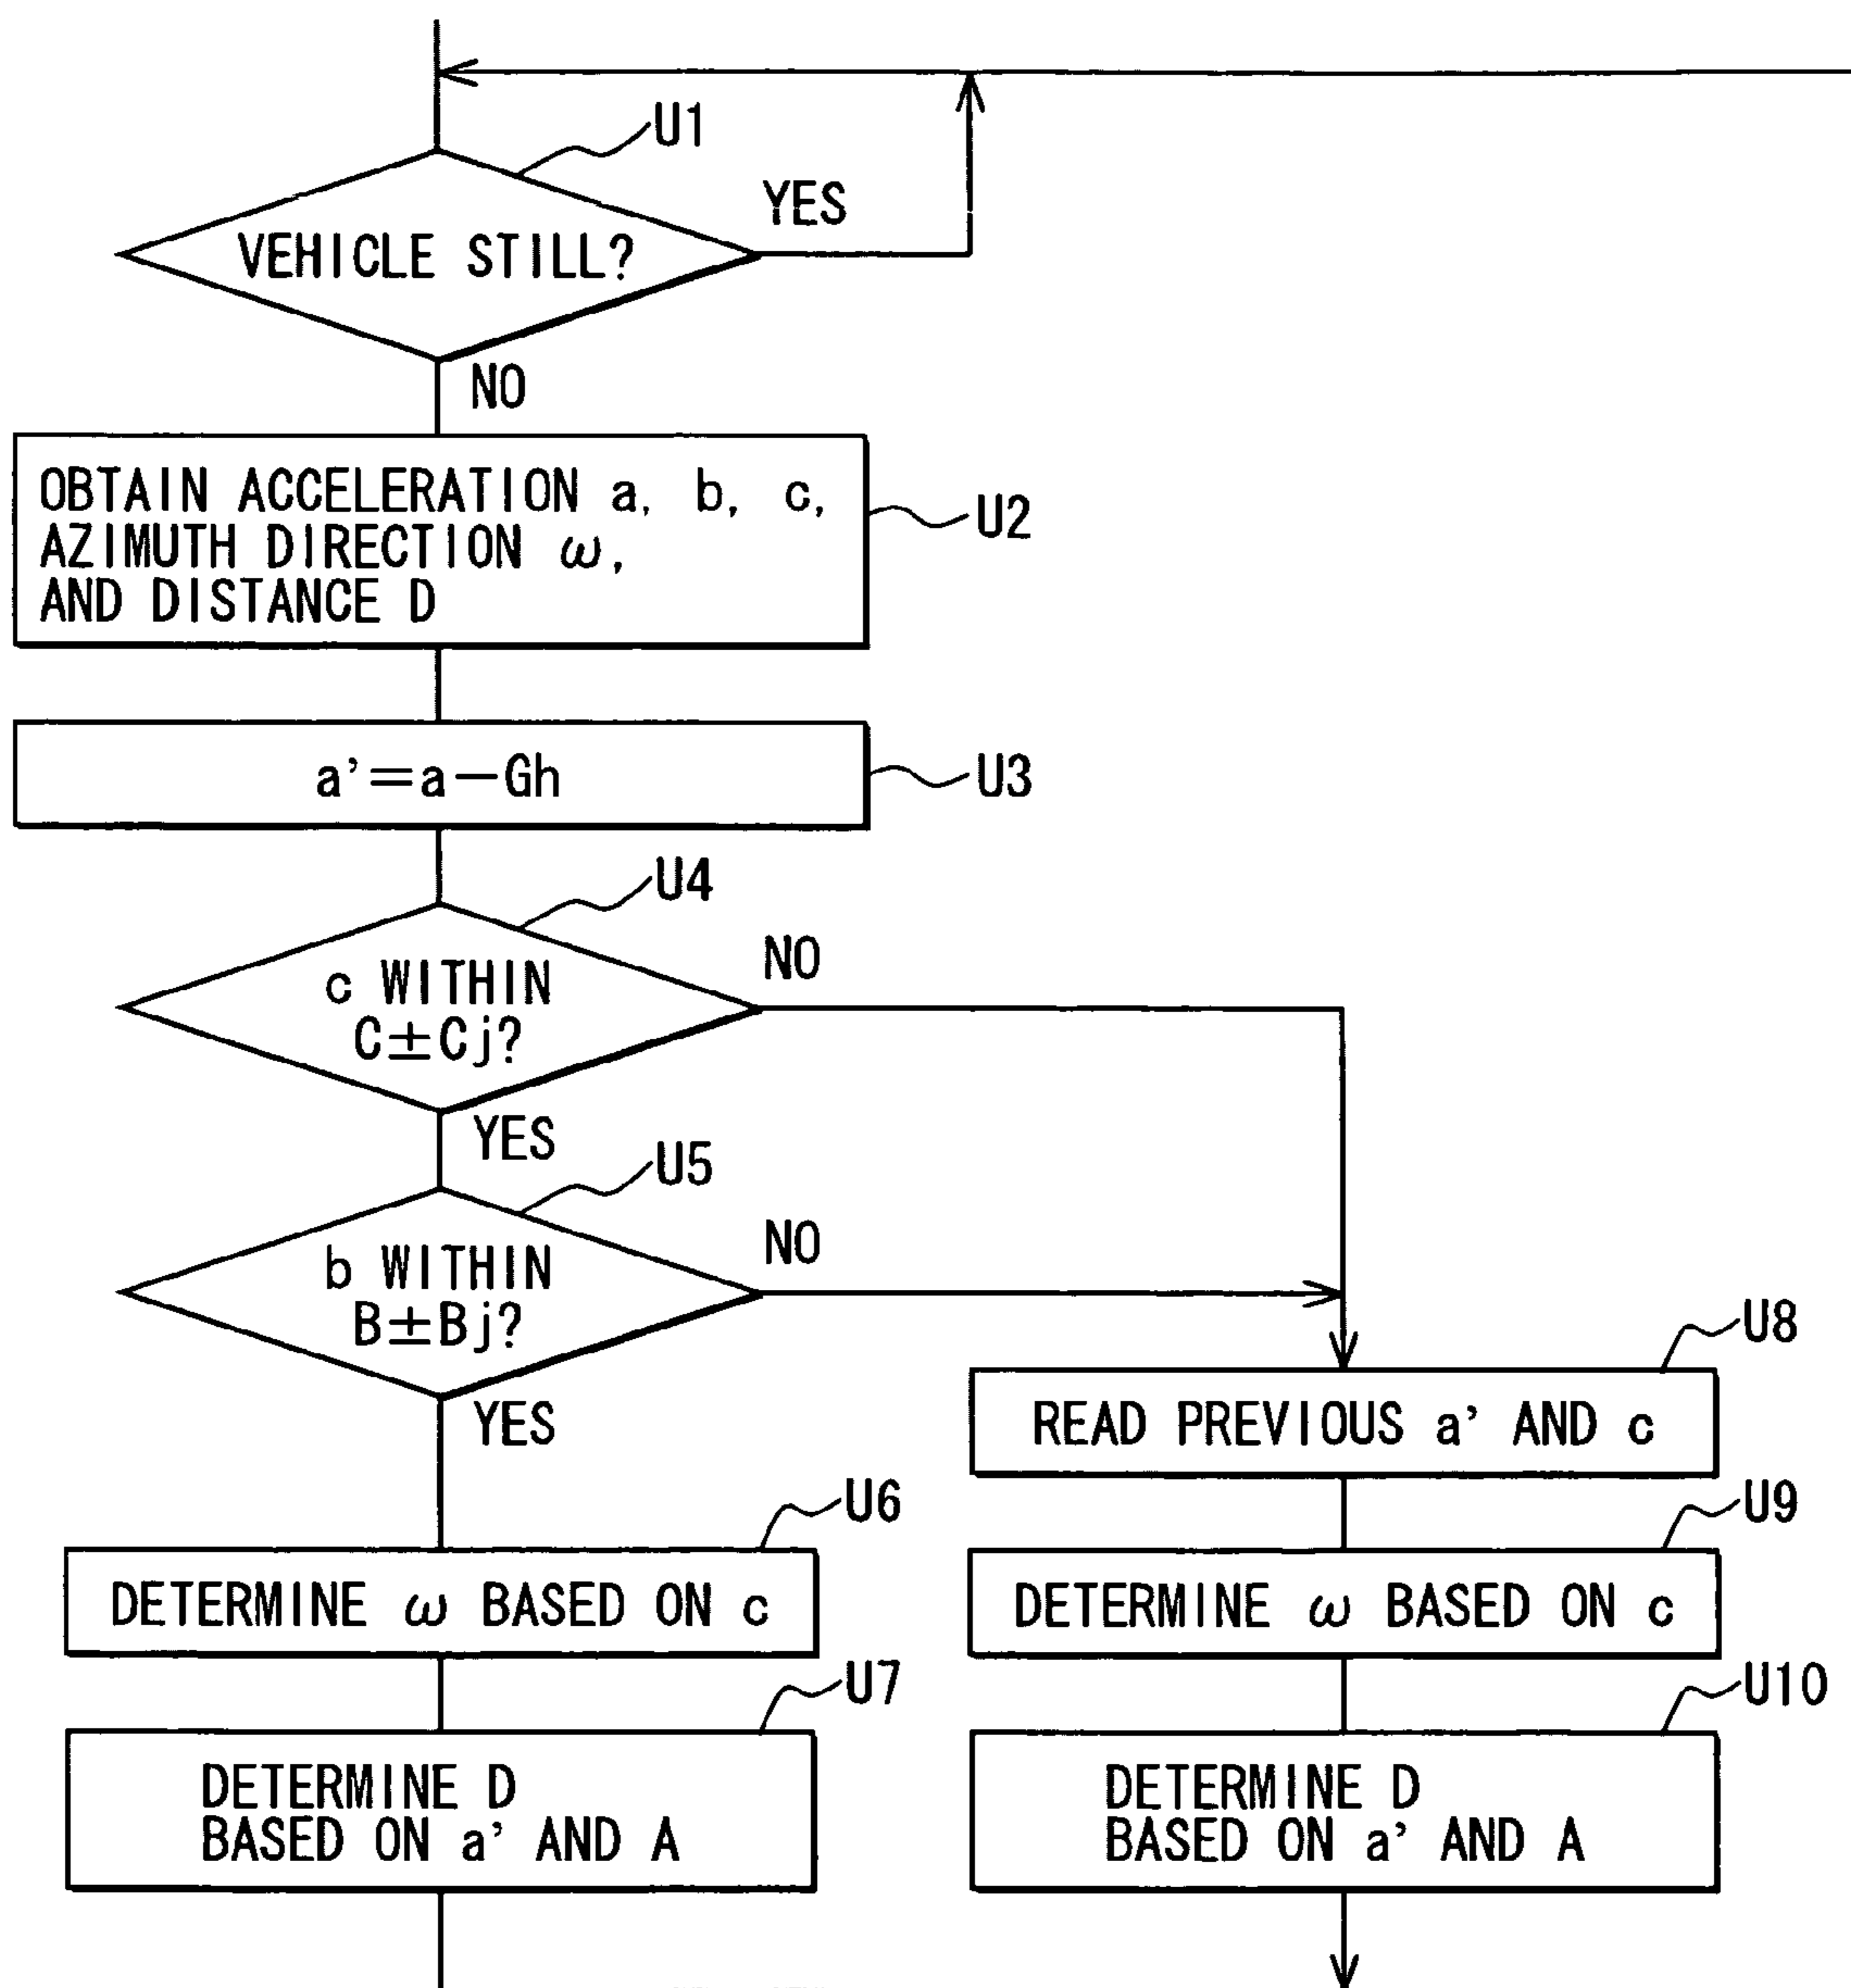 U1
YES
VEHICLE STILL?
NO
OBTAIN ACCELERATION a, b, c,
AZIMUTH DIRECTION ω,
AND DISTANCE D
U2
a'=a−Gh
U3
U4
NO
c WITHIN
C±Cj?
YES
U5
NO
b WITHIN
B±Bj?
YES
U8
READ PREVIOUS a' AND c
U6
DETERMINE ω BASED ON c
U9
DETERMINE ω BASED ON c
U7
DETERMINE D
BASED ON a' AND A
U10
DETERMINE D
BASED ON a' AND A